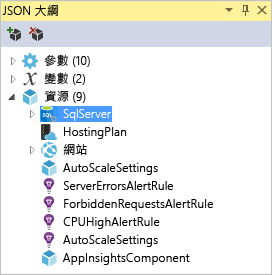 JSON 大綱
參數 (10)
變數 (2)
資源 (9)
SqlServer
HostingPlan
網站
AutoScaleSettings
ServerErrorsAlertRule
ForbiddenRequestsAlertRule
CPUHighAlertRule
AutoScaleSettings
AppInsightsComponent